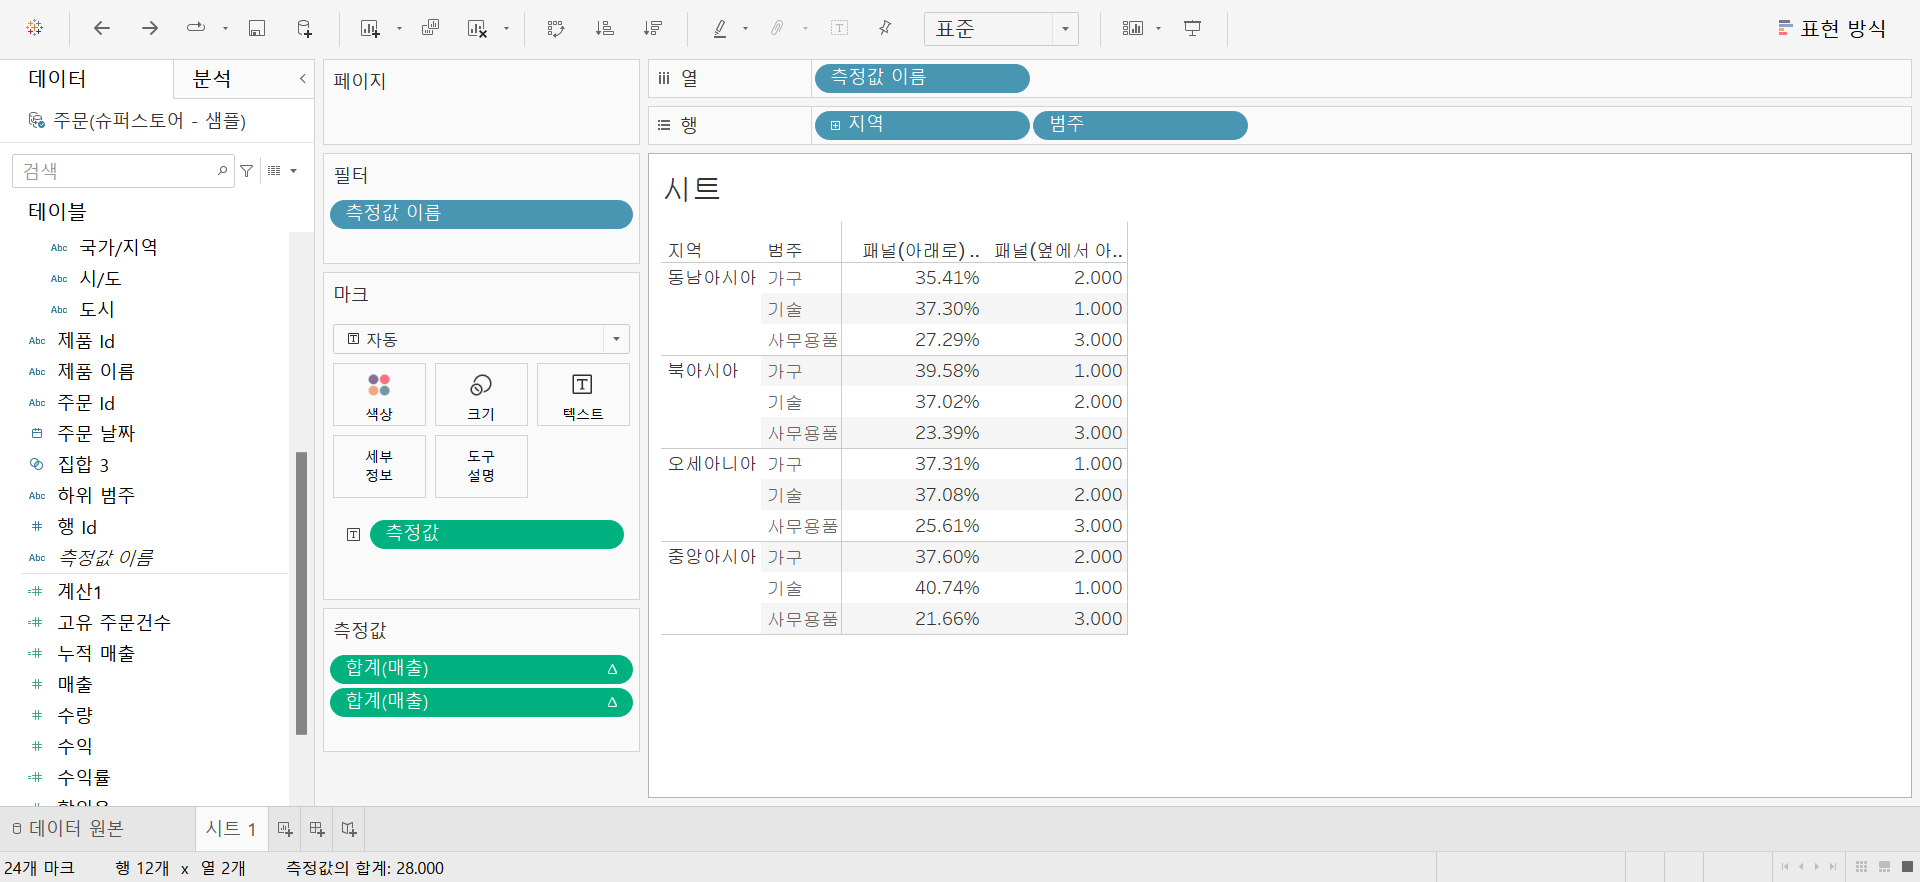 표준
표현 방식
데이터
분석
주문(슈퍼스토어 - 샘플)
검색
테이블
Abc 국가/지역
Abc 시/도
Abc 도시
Abc 제품 Id
Abc 제품 이름
Abc 주문 Id
주문 날짜
집합 3
Abc 하위 범주
행 Id
Abc 측정값 이름
계산1
고유 주문건수
누적 매출
매출
수량
수익
수익률
페이지
필터
측정값 이름
마크
자동
색상
크기
텍스트
세부
정보
도구
설명
측정값
측정값
합계(매출)
합계(매출)
열
측정값 이름
행
지역
범주
시트
지역 범주 패널(아래로) .. 패널(옆에서 아..
동남아시아 가구 35.41% 2.000
기술 37.30% 1.000
사무용품 27.29% 3.000
북아시아 가구 39.58% 1.000
기술 37.02% 2.000
사무용품 23.39% 3.000
오세아니아 가구 37.31% 1.000
기술 37.08% 2.000
사무용품 25.61% 3.000
중앙아시아 가구 37.60% 2.000
기술 40.74% 1.000
사무용품 21.66% 3.000
데이터 원본
시트 1
24개 마크 행 12개 x 열 2개 측정값의 합계: 28.000